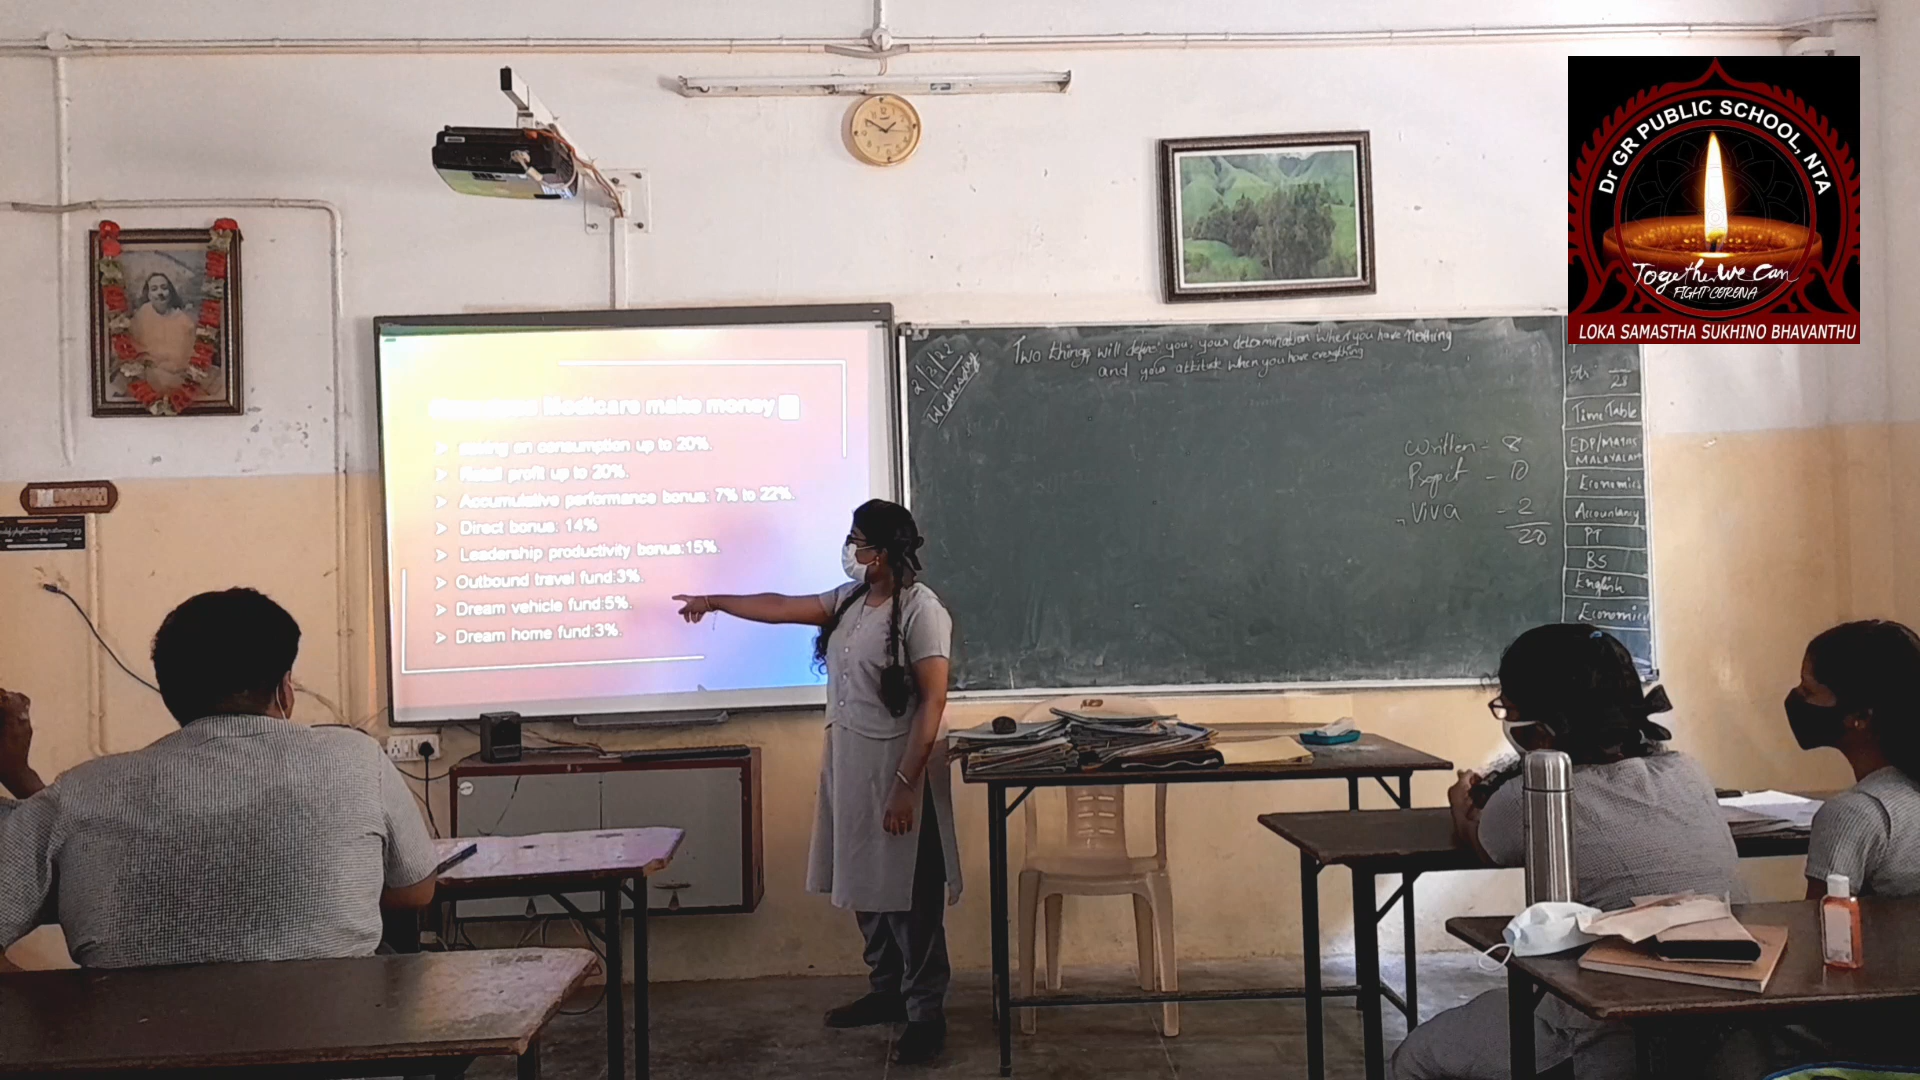 Dr GR PUBLIC SCHOOL, NTA
Together We Can
FIGHT CORONA
LOKA SAMASTHA SUKHINO BHAVANTHU
Medicare make money
on consumption up to 20%.
Retail profit up to 20%.
Accumulative performance bonus: 7% to 22%.
Direct bonus: 14%
Leadership productivity bonus:15%.
Outbound travel fund:3%.
Dream vehicle fund:5%.
Dream home fund:3%.
Wednesday
Two things will define you, your determination when you have Nothing
and your attitude when you have everything
Written - 8
- 10
Viva - 2
20
28
Time Table
EDP/MATHS
MALAYALAM
Economics
Accountancy
PT
BS
English
Economics